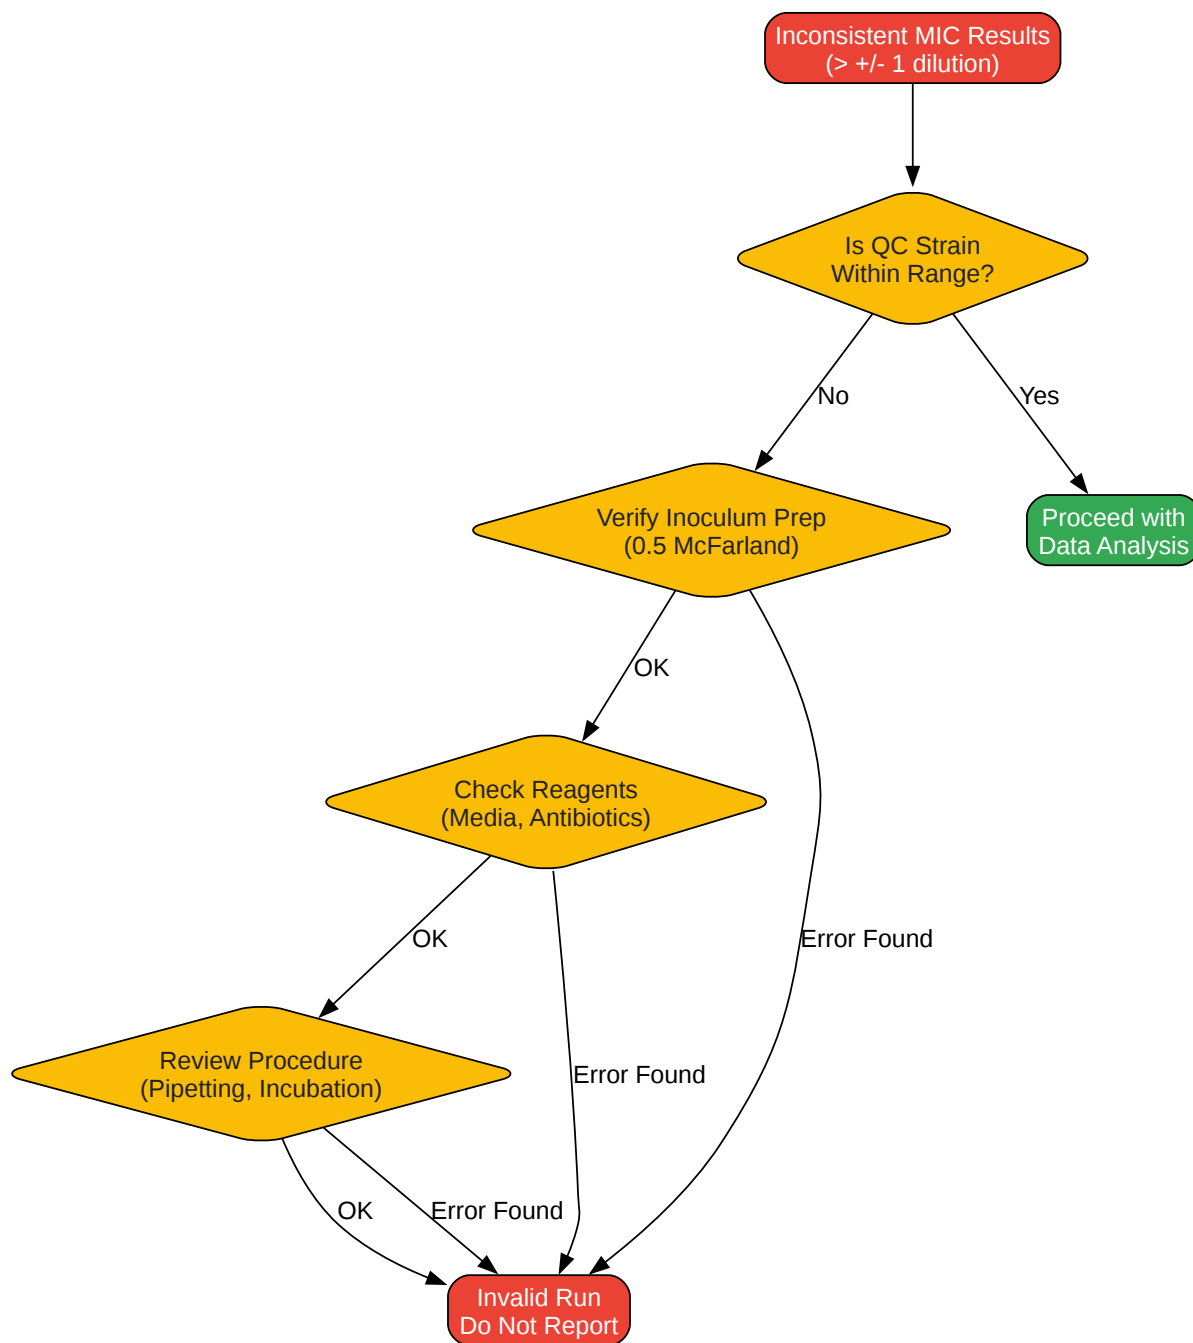 Inconsistent MIC Results
(> +/- 1 dilution)
Is QC Strain
Within Range?
No
Yes
Verify Inoculum Prep
(0.5 McFarland)
Proceed with
Data Analysis
OK
Check Reagents
(Media, Antibiotics)
OK
Error Found
Review Procedure
(Pipetting, Incubation)
Error Found
OK
Error Found
Invalid Run
Do Not Report